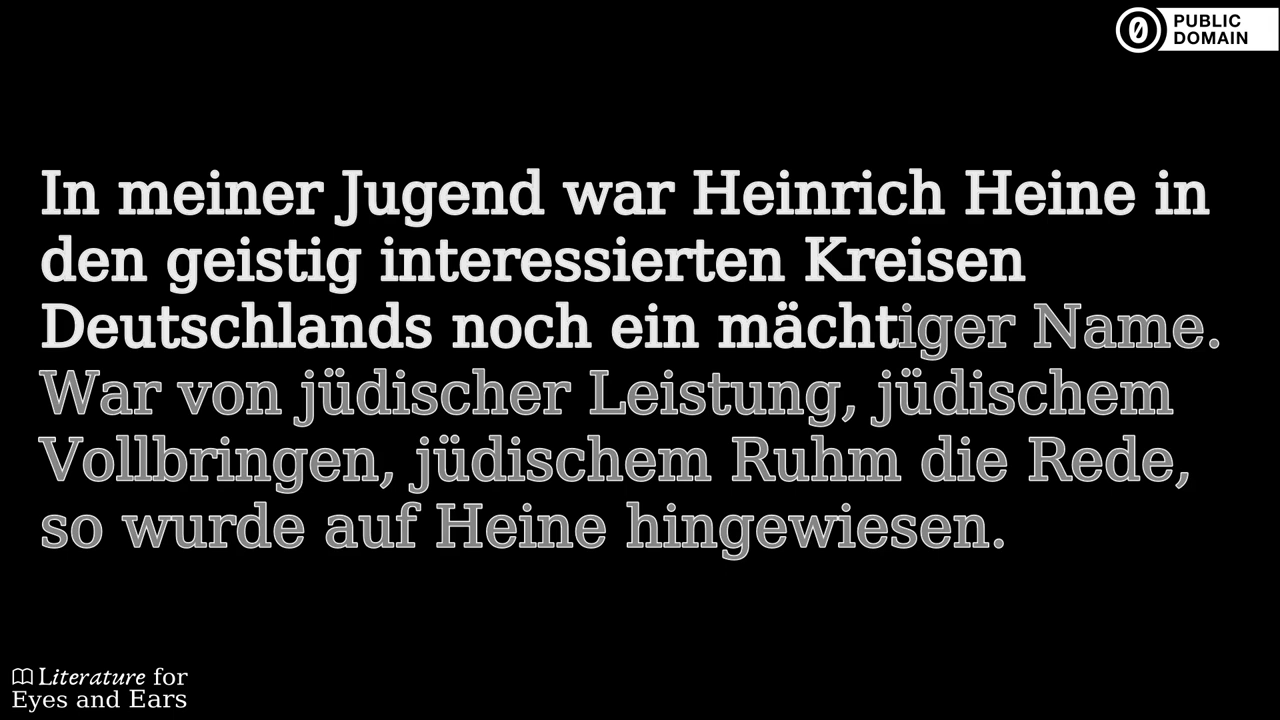 PUBLIC
DOMAIN
In meiner Jugend war Heinrich Heine in
den geistig interessierten Kreisen
Deutschlands noch ein mächtiger Name.
War von jüdischer Leistung, jüdischem
Vollbringen, jüdischem Ruhm die Rede,
so wurde auf Heine hingewiesen.
Literature for
Eyes and Ears